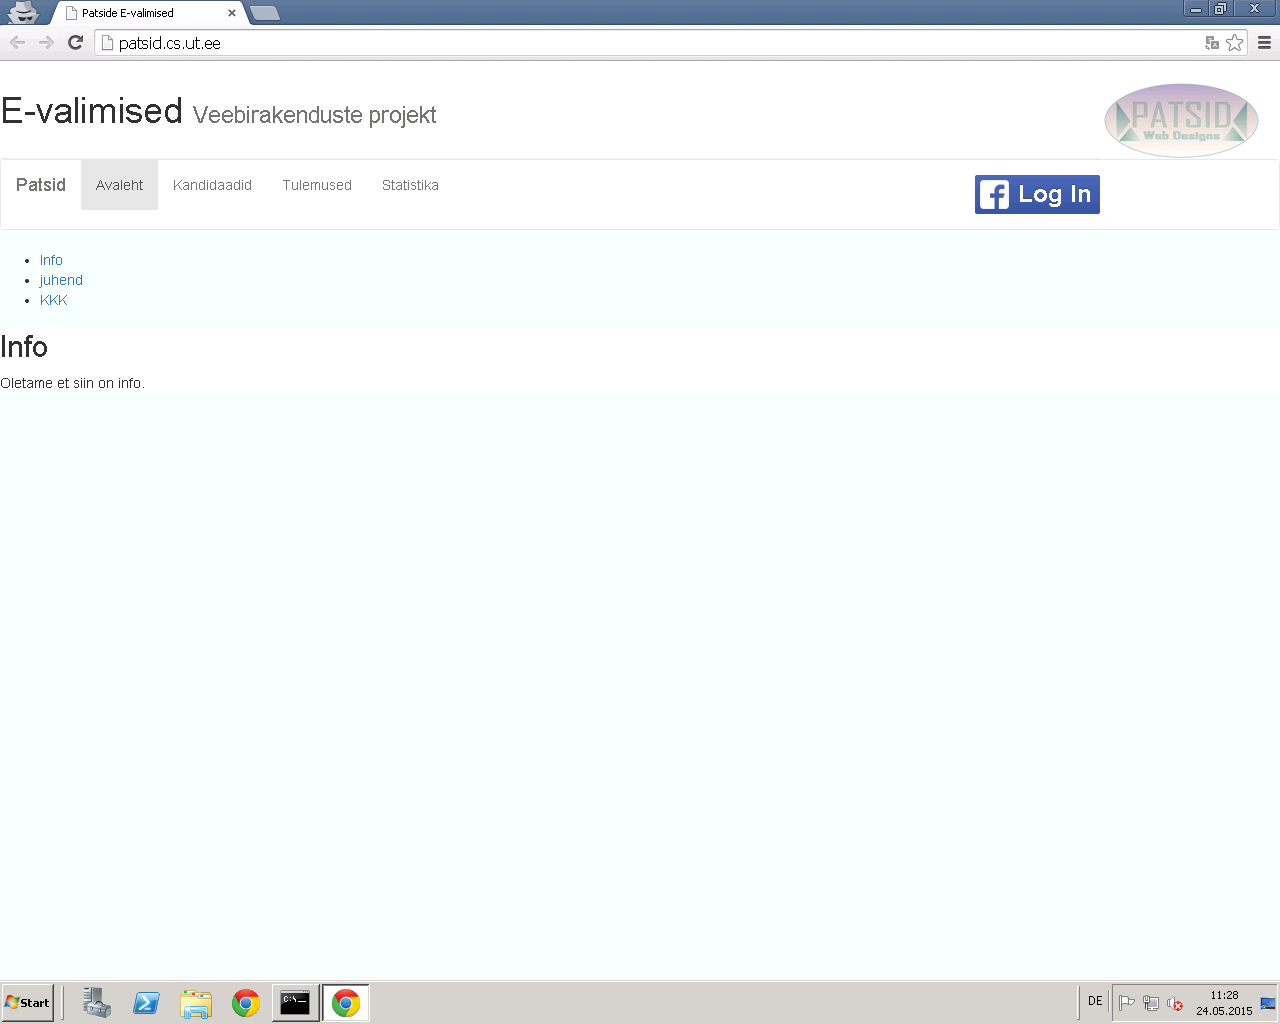 Patside E-valimised
patsid.cs.ut.ee
E-valimised Veebirakenduste projekt
PATSID
Web Designs
Patsid Avaleht Kandidaadid Tulemused Statistika Log In
Info
juhend
KKK
Info
Oletame et siin on info.
Start
C:\
DE
11:28
24.05.2015